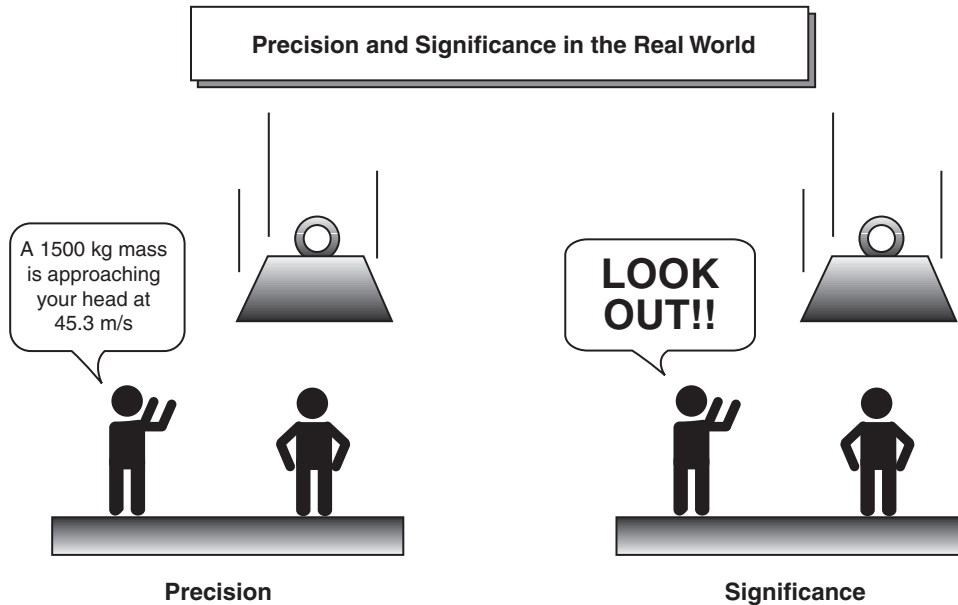 Precision and Significance in the Real World
A 1500 kg mass
is approaching
your head at
45.3 m/s
LOOK
OUT!!
Precision
Significance